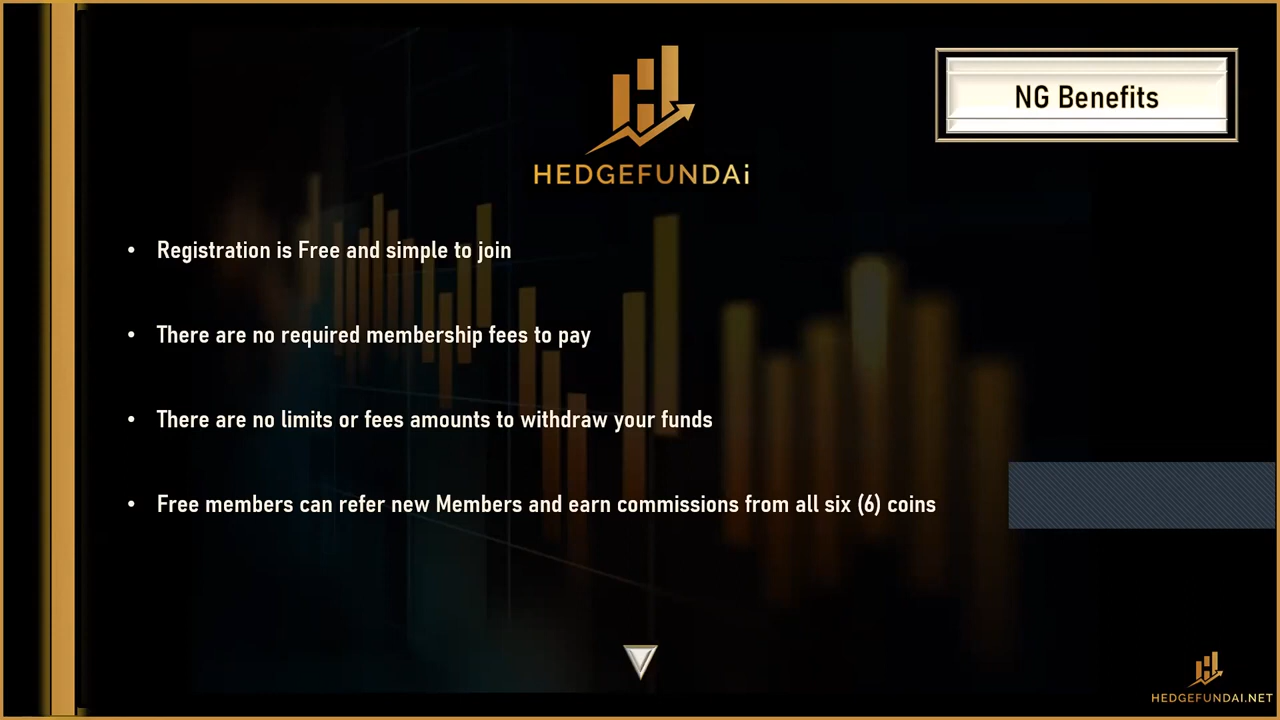 NG Benefits
HEDGEFUNDAi
• Registration is Free and simple to join
• There are no required membership fees to pay
• There are no limits or fees amounts to withdraw your funds
• Free members can refer new Members and earn commissions from all six (6) coins
HEDGEFUNDAI.NET